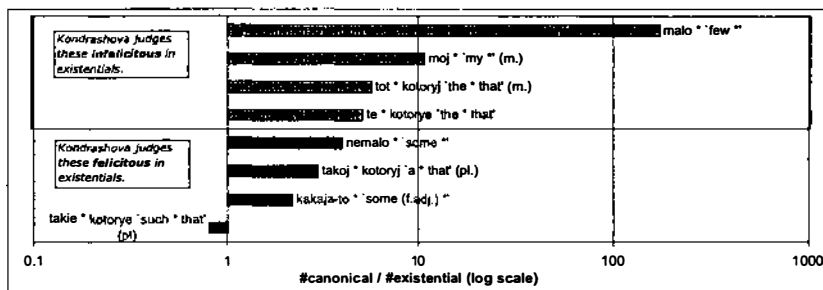 Kondrashova judges
these infelicitous in
existentials.
malo * `few *'
moj * `my *' (m.)
tot * kotoryj `the * that' (m.)
te * kotorye `the * that'
Kondrashova judges
these felicitous in
existentials.
nemalo * `some *'
takoj * kotoryj `a * that' (pl.)
kakaja-to * `some (f.adj.) *'
takie * kotorye `such * that'
(pl)
0.1 1 10 100 1000
#canonical / #existential (log scale)